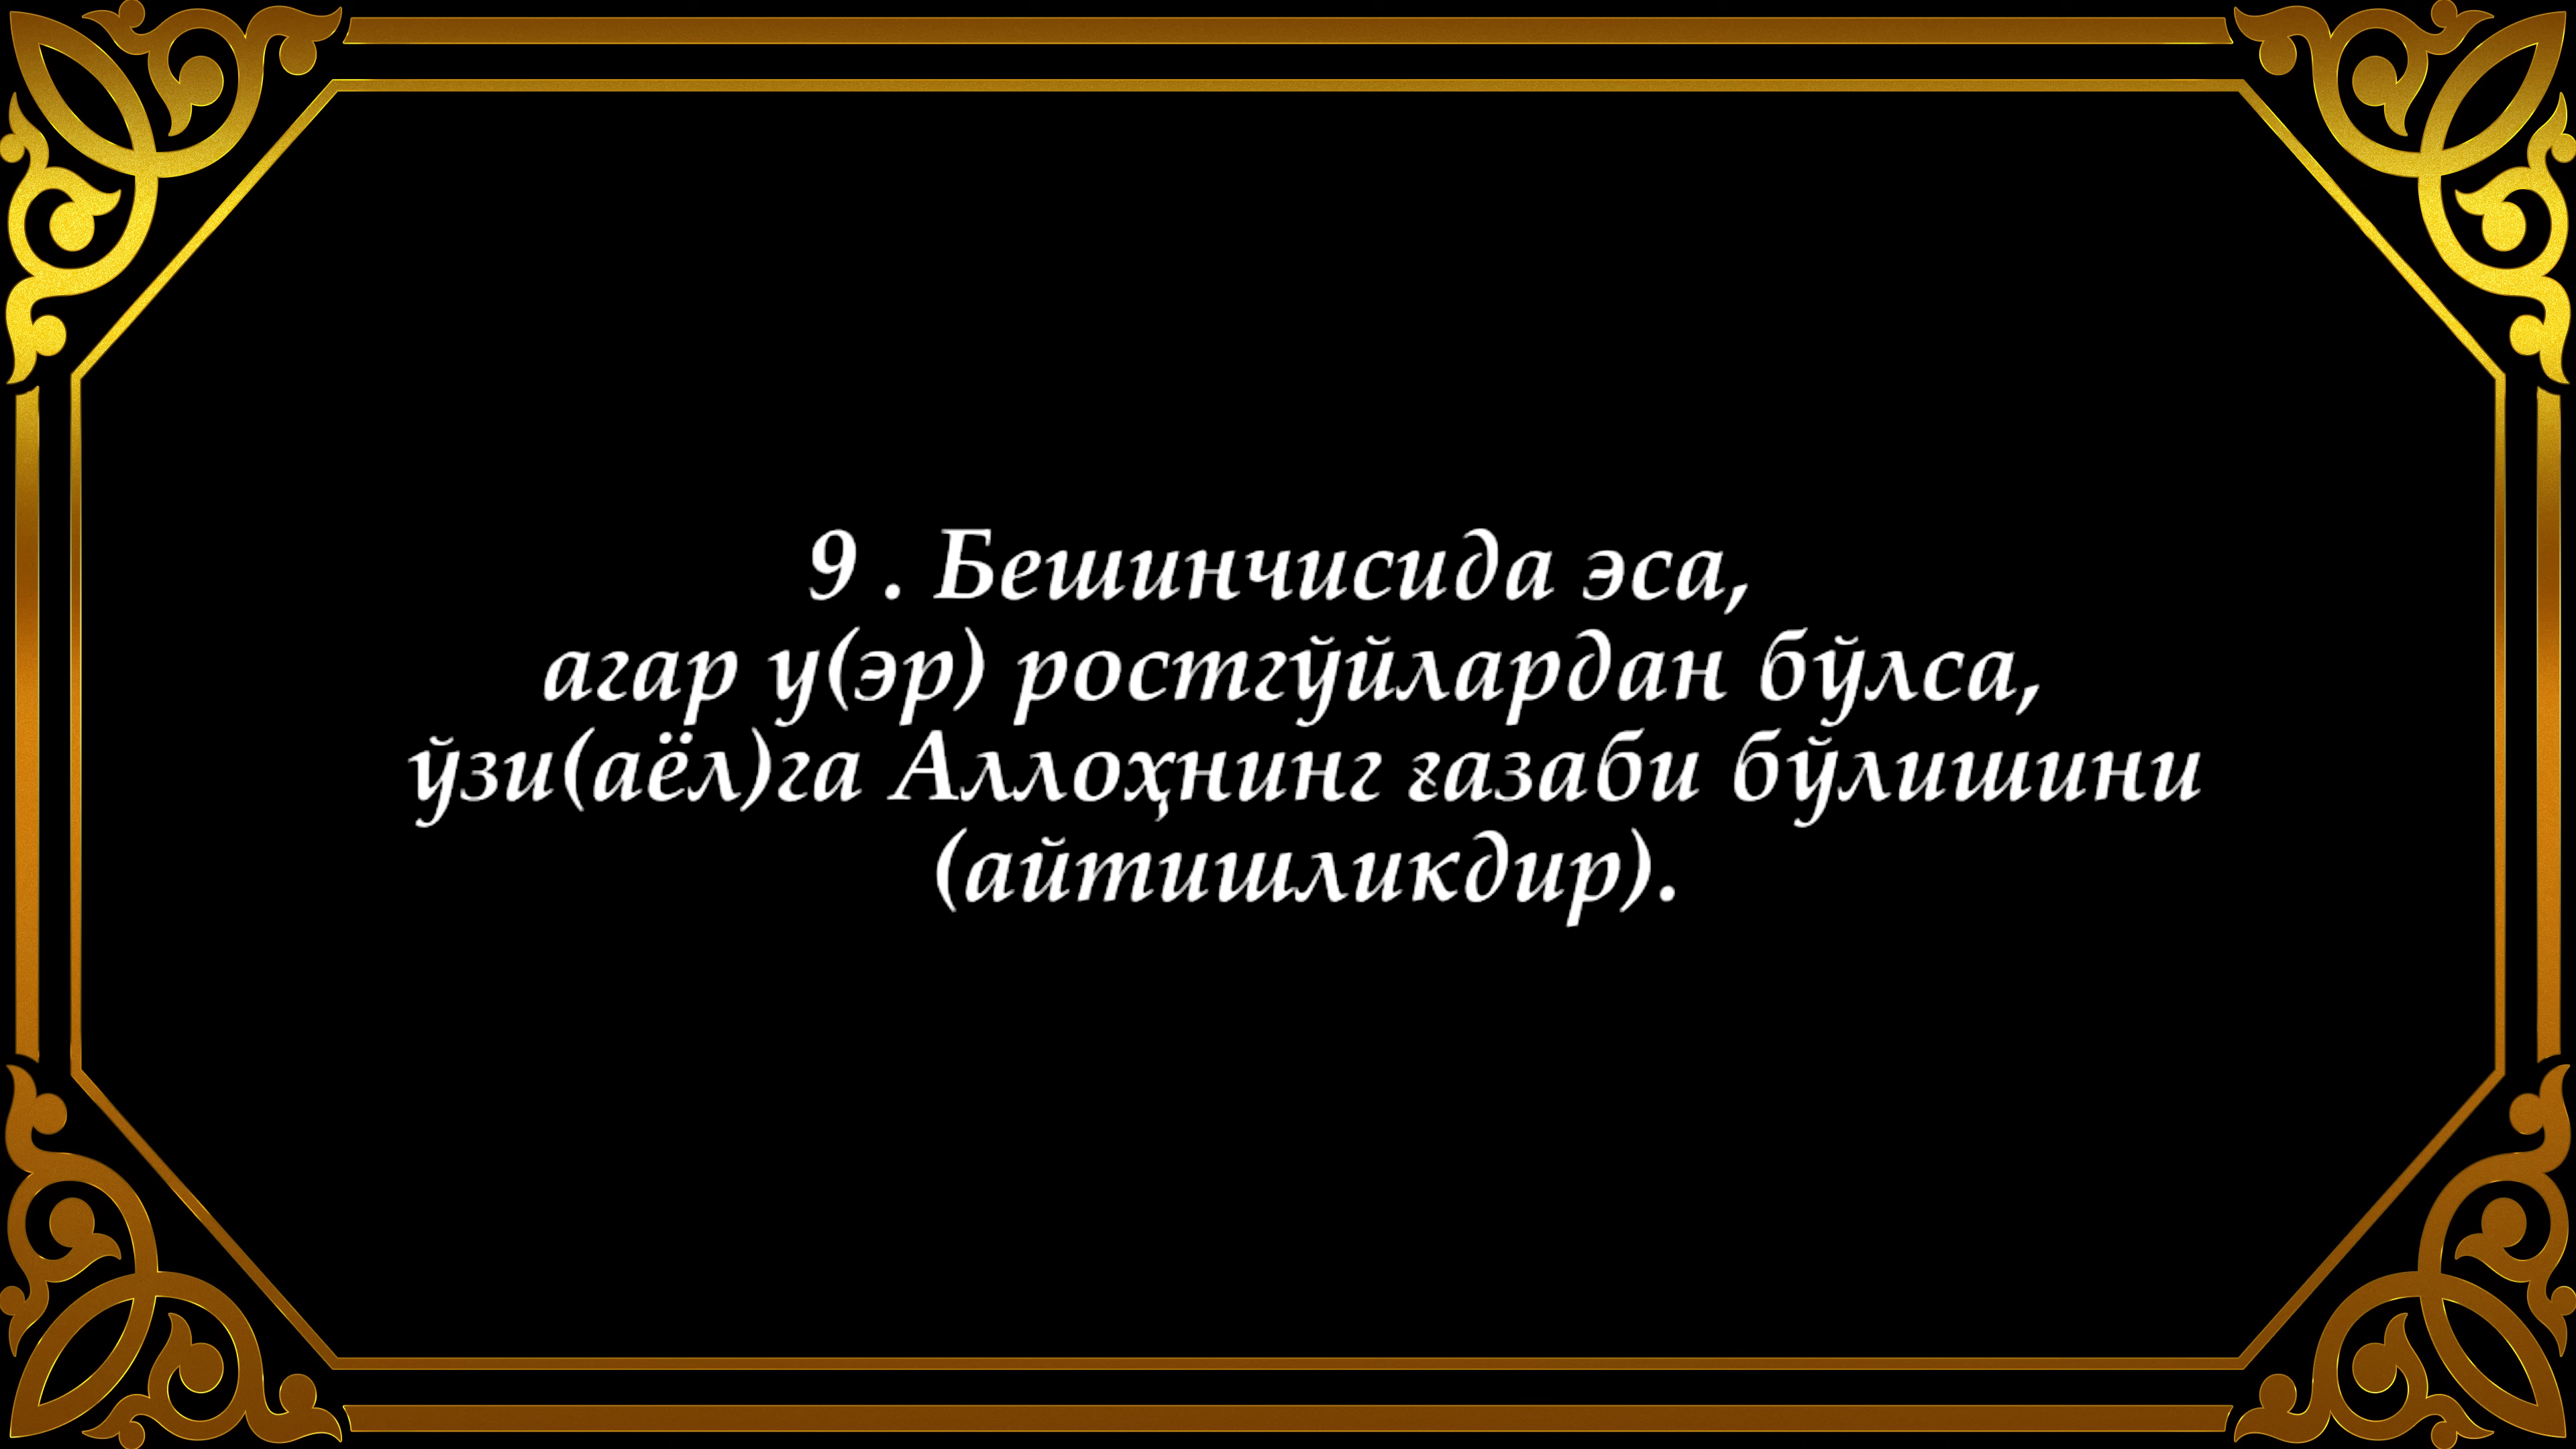 9 . Бешинчисида эса,
агар у(эр) ростгўйлардан бўлса,
ўзи(аёл)га Аллоҳнинг ғазаби бўлишини
(айтишликдир).